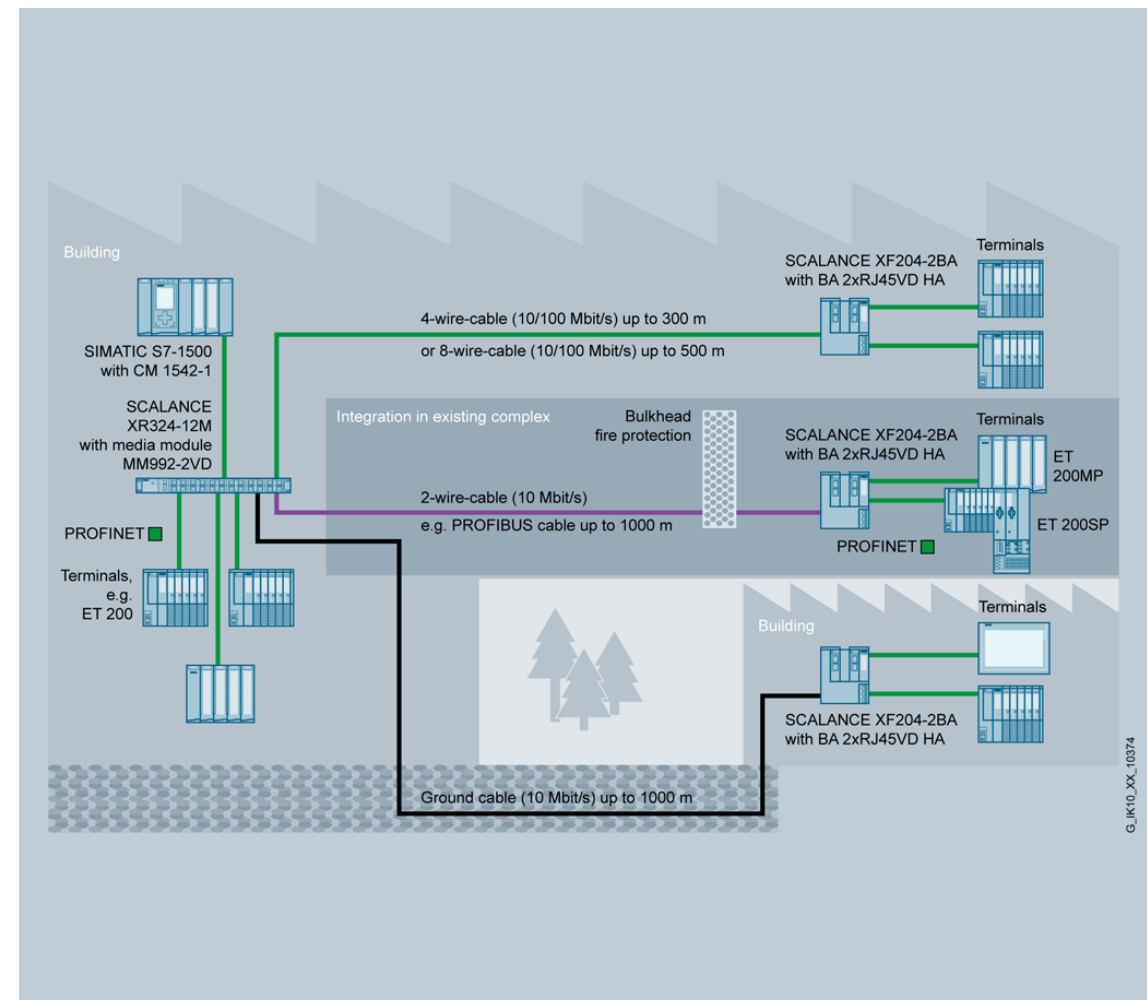 Building
SIMATIC S7-1500
with CM 1542-1
SCALANCE
XR324-12M
with media module
MM992-2VD
PROFINET
Terminals,
e.g.
ET 200
4-wire-cable (10/100 Mbit/s) up to 300 m
or 8-wire-cable (10/100 Mbit/s) up to 500 m
SCALANCE XF204-2BA
with BA 2xRJ45VD HA
Terminals
Integration in existing complex
Bulkhead
fire protection
2-wire-cable (10 Mbit/s)
e.g. PROFIBUS cable up to 1000 m
SCALANCE XF204-2BA
with BA 2xRJ45VD HA
Terminals
ET
200MP
ET 200SP
PROFINET
Building
Terminals
SCALANCE XF204-2BA
with BA 2xRJ45VD HA
Ground cable (10 Mbit/s) up to 1000 m
G_IK10_XX_10374